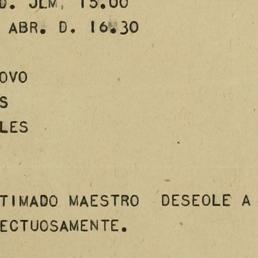 D. JLM, 15.00
ABR. D. 16.30
OVO
S
LES
TIMADO MAESTRO DESEOLE A
ECTUOSAMENTE.